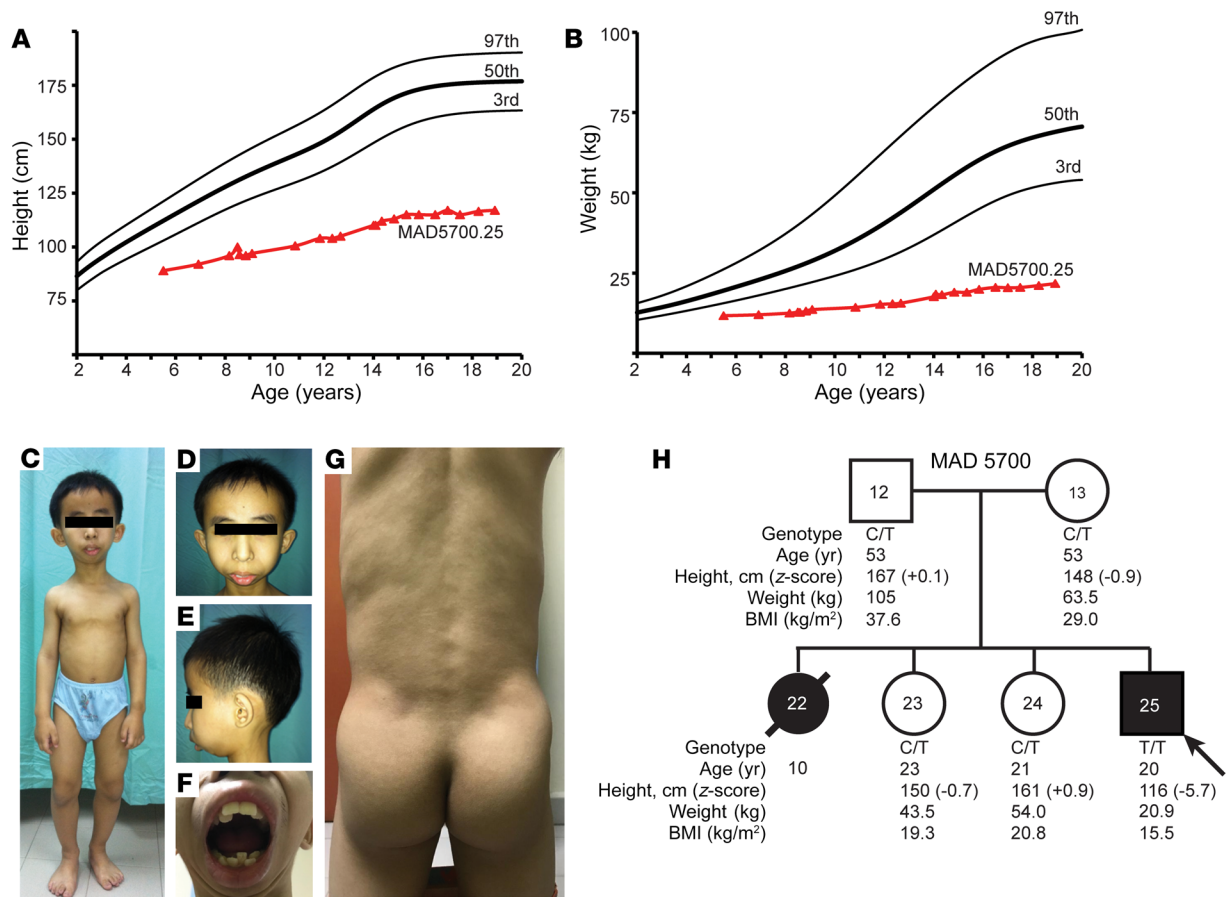 A
97th
50th
3rd
175
150
125
100
75
Height (cm)
MAD5700.25
2 4 6 8 10 12 14 16 18 20
Age (years)
B
97th
50th
3rd
100
75
50
25
Weight (kg)
MAD5700.25
2 4 6 8 10 12 14 16 18 20
Age (years)
C
D
E
F
G
H
MAD 5700
12 13
Genotype C/T C/T
Age (yr) 53 53
Height, cm (z-score) 167 (+0.1) 148 (-0.9)
Weight (kg) 105 63.5
BMI (kg/m²) 37.6 29.0
22 23 24 25
Genotype C/T C/T T/T
Age (yr) 10 23 21 20
Height, cm (z-score) 150 (-0.7) 161 (+0.9) 116 (-5.7)
Weight (kg) 43.5 54.0 20.9
BMI (kg/m²) 19.3 20.8 15.5